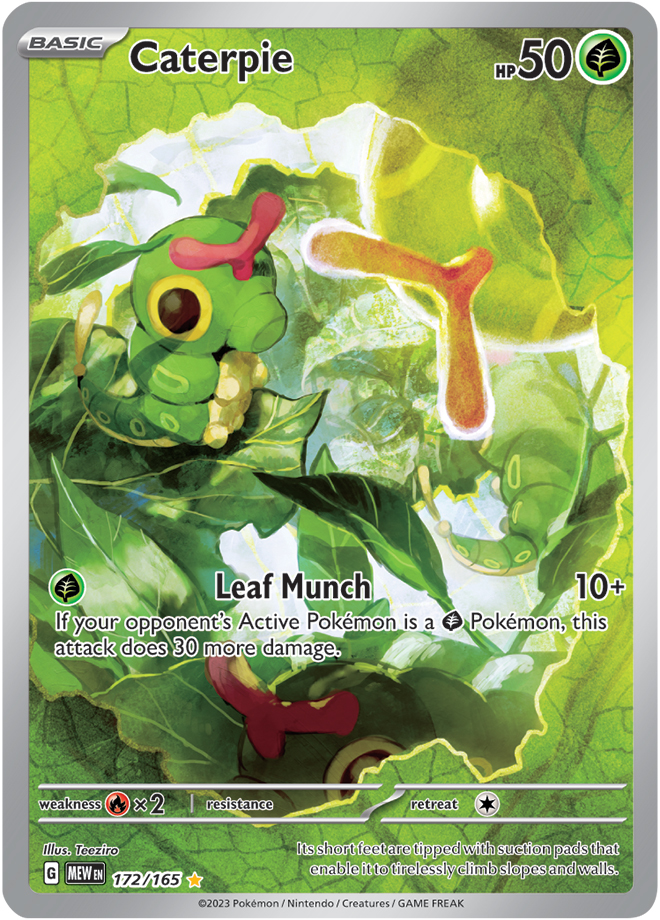 BASIC Caterpie HP50
Leaf Munch 10+
If your opponent's Active Pokémon is a Pokémon, this
attack does 30 more damage.
weakness ×2 resistance retreat
Illus. Teeziro
Its short feet are tipped with suction pads that
enable it to tirelessly climb slopes and walls.
G MEW EN 172/165
©2023 Pokémon / Nintendo / Creatures / GAME FREAK